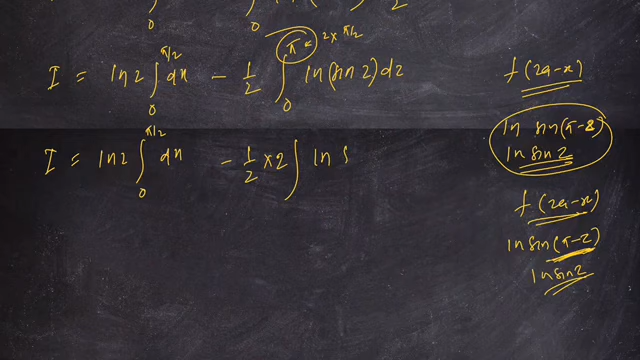 I = ln2 ∫₀^{π/2} dx − 1/2 ∫₀^{π} ln(sin z) dz
2 × π/2
I = ln2 ∫₀^{π/2} dx − 1/2 × 2 ∫ ln s
f(2a−x)
ln sin(π−z)
ln sin z
f(2a−x)
ln sin(π−z)
ln sin z